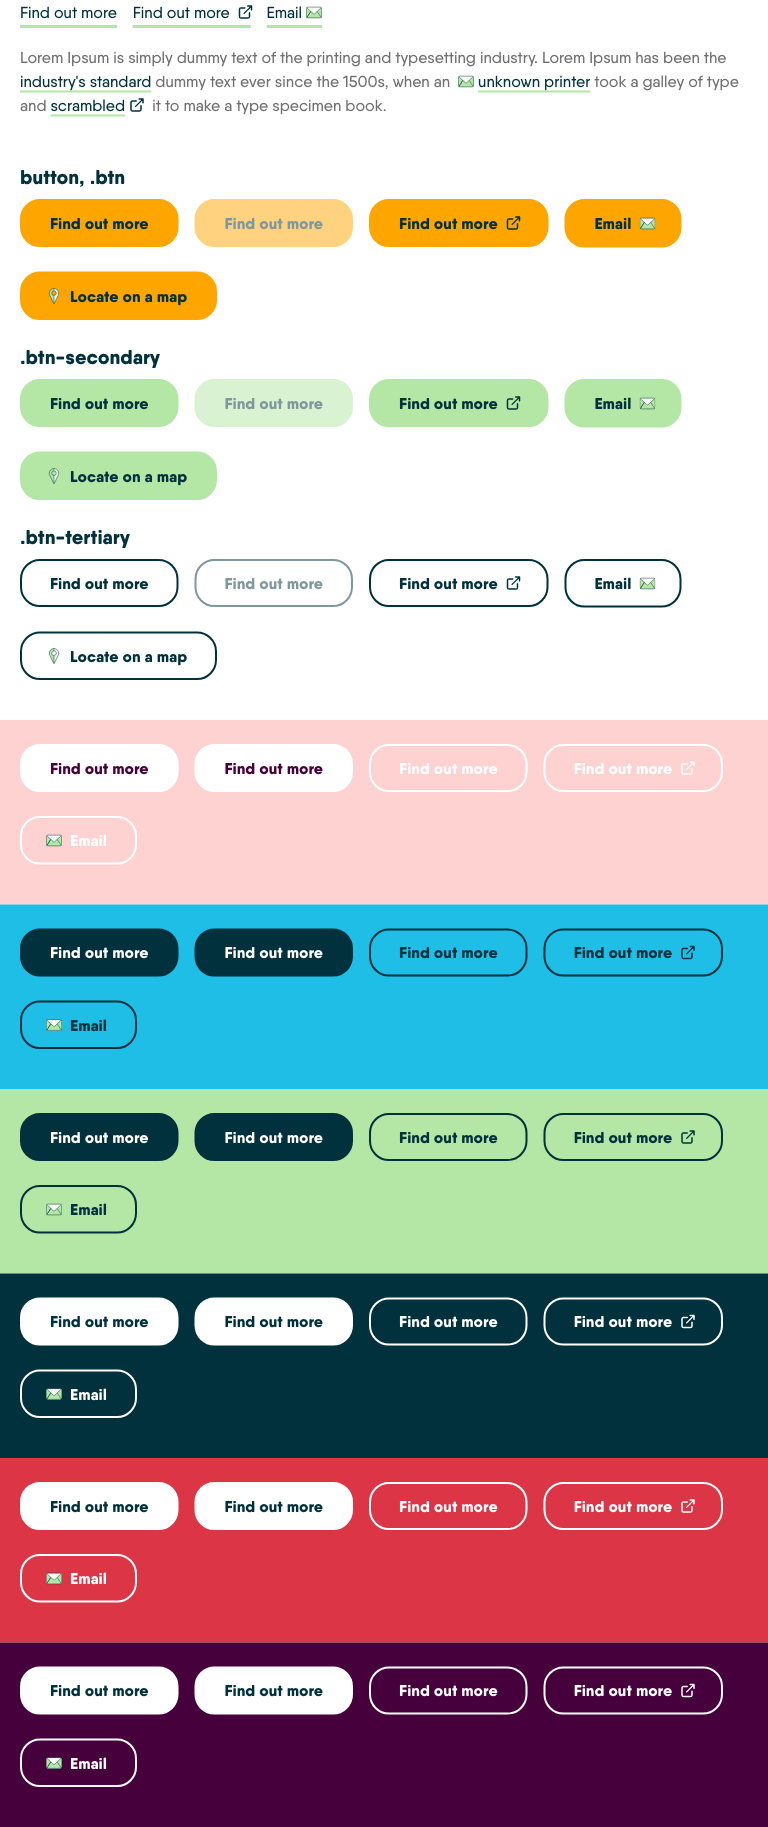 Find out more Find out more Email
Lorem Ipsum is simply dummy text of the printing and typesetting industry. Lorem Ipsum has been the
industry's standard dummy text ever since the 1500s, when an unknown printer took a galley of type
and scrambled it to make a type specimen book.
button, .btn
Find out more Find out more Find out more Email
Locate on a map
.btn-secondary
Find out more Find out more Find out more Email
Locate on a map
.btn-tertiary
Find out more Find out more Find out more Email
Locate on a map
Find out more Find out more Find out more Find out more
Email
Find out more Find out more Find out more Find out more
Email
Find out more Find out more Find out more Find out more
Email
Find out more Find out more Find out more Find out more
Email
Find out more Find out more Find out more Find out more
Email
Find out more Find out more Find out more Find out more
Email